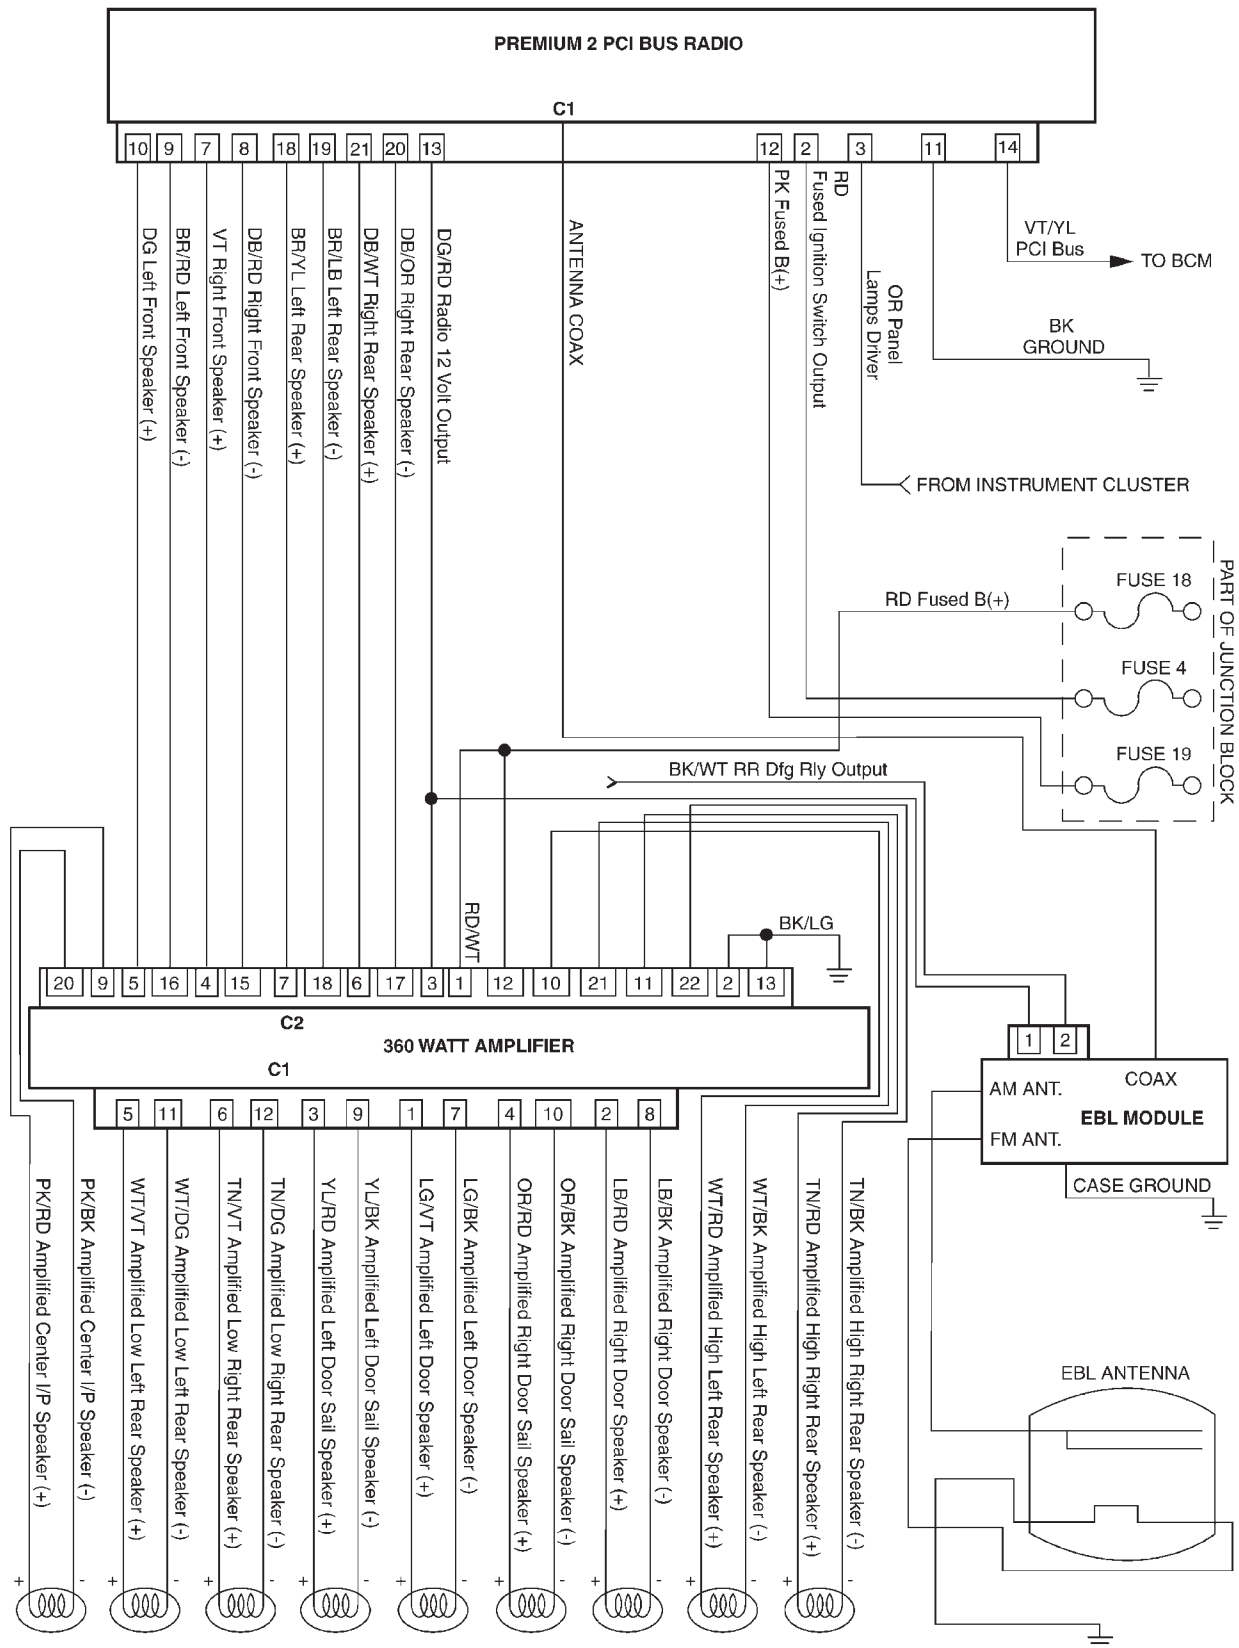 PREMIUM 2 PCI BUS RADIO
C1
10 9 7 8 18 19 21 20 13 12 2 3 11 14
DG Left Front Speaker (+)
BR/RD Left Front Speaker (-)
VT Right Front Speaker (+)
DB/RD Right Front Speaker (-)
BR/YL Left Rear Speaker (+)
BR/LB Left Rear Speaker (-)
DB/WT Right Rear Speaker (+)
DB/OR Right Rear Speaker (-)
DG/RD Radio 12 Volt Output
ANTENNA COAX
PK Fused B(+)
RD
Fused Ignition Switch Output
OR Panel
Lamps Driver
VT/YL
PCI Bus
TO BCM
BK
GROUND
FROM INSTRUMENT CLUSTER
PART OF JUNCTION BLOCK
FUSE 18
RD Fused B(+)
FUSE 4
FUSE 19
BK/WT RR Dfg Rly Output
RD/WT
BK/LG
20 9 5 16 4 15 7 18 6 17 3 1 12 10 21 11 22 2 13
C2
360 WATT AMPLIFIER
C1
5 11 6 12 3 9 1 7 4 10 2 8
1 2
COAX
AM ANT.
EBL MODULE
FM ANT.
CASE GROUND
PK/RD Amplified Center I/P Speaker (+)
PK/BK Amplified Center I/P Speaker (-)
WT/VT Amplified Low Left Rear Speaker (+)
WT/DG Amplified Low Left Rear Speaker (-)
TN/VT Amplified Low Right Rear Speaker (+)
TN/DG Amplified Low Right Rear Speaker (-)
YL/RD Amplified Left Door Sail Speaker (+)
YL/BK Amplified Left Door Sail Speaker (-)
LG/VT Amplified Left Door Speaker (+)
LG/BK Amplified Left Door Speaker (-)
OR/RD Amplified Right Door Sail Speaker (+)
OR/BK Amplified Right Door Sail Speaker (-)
LB/RD Amplified Right Door Speaker (+)
LB/BK Amplified Right Door Speaker (-)
WT/RD Amplified High Left Rear Speaker (+)
WT/BK Amplified High Left Rear Speaker (-)
TN/RD Amplified High Right Rear Speaker (+)
TN/BK Amplified High Right Rear Speaker (-)
EBL ANTENNA
+ - + - + - + - + - + - + - + - + -